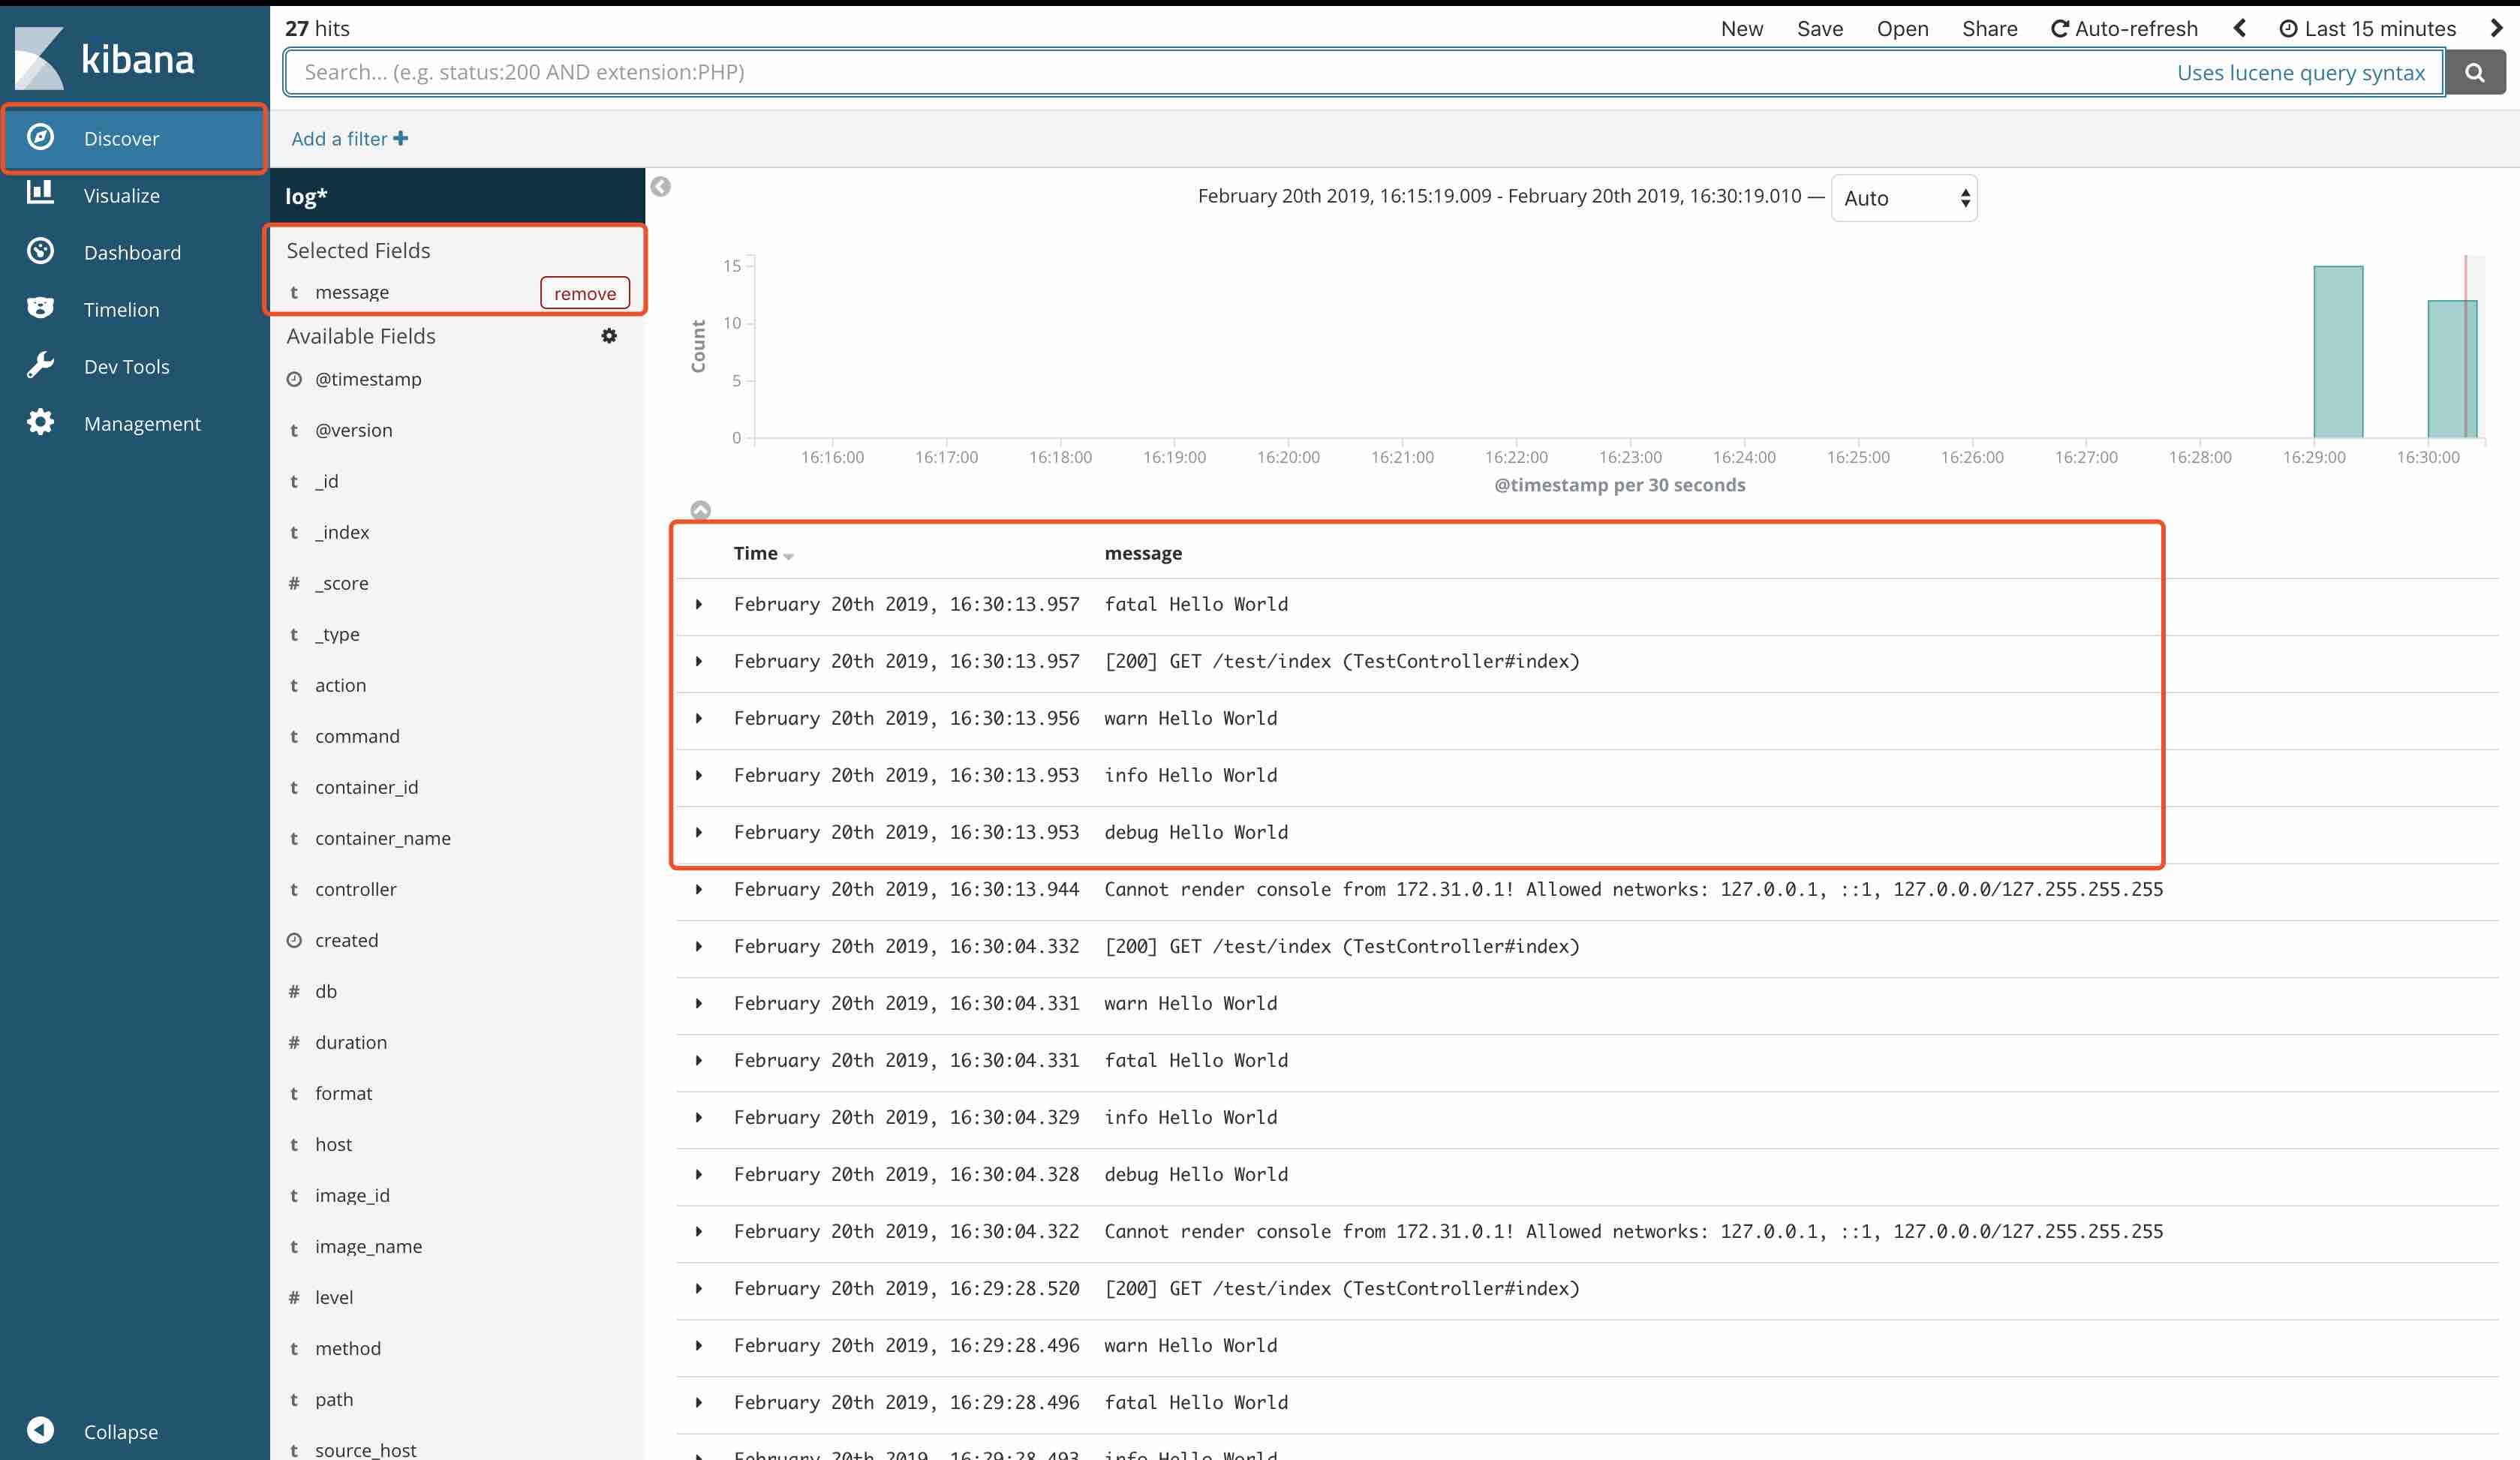 kibana
Discover
Visualize
Dashboard
Timelion
Dev Tools
Management
Collapse
27 hits
New Save Open Share Auto-refresh Last 15 minutes
Search... (e.g. status:200 AND extension:PHP) Uses lucene query syntax
Add a filter
log*
Selected Fields
t message remove
Available Fields
@timestamp
t @version
t _id
t _index
# _score
t _type
t action
t command
t container_id
t container_name
t controller
created
# db
# duration
t format
t host
t image_id
t image_name
# level
t method
t path
t source_host
February 20th 2019, 16:15:19.009 - February 20th 2019, 16:30:19.010 — Auto
Count
15
10
5
0
16:16:00 16:17:00 16:18:00 16:19:00 16:20:00 16:21:00 16:22:00 16:23:00 16:24:00 16:25:00 16:26:00 16:27:00 16:28:00 16:29:00 16:30:00
@timestamp per 30 seconds
Time message
February 20th 2019, 16:30:13.957 fatal Hello World
February 20th 2019, 16:30:13.957 [200] GET /test/index (TestController#index)
February 20th 2019, 16:30:13.956 warn Hello World
February 20th 2019, 16:30:13.953 info Hello World
February 20th 2019, 16:30:13.953 debug Hello World
February 20th 2019, 16:30:13.944 Cannot render console from 172.31.0.1! Allowed networks: 127.0.0.1, ::1, 127.0.0.0/127.255.255.255
February 20th 2019, 16:30:04.332 [200] GET /test/index (TestController#index)
February 20th 2019, 16:30:04.331 warn Hello World
February 20th 2019, 16:30:04.331 fatal Hello World
February 20th 2019, 16:30:04.329 info Hello World
February 20th 2019, 16:30:04.328 debug Hello World
February 20th 2019, 16:30:04.322 Cannot render console from 172.31.0.1! Allowed networks: 127.0.0.1, ::1, 127.0.0.0/127.255.255.255
February 20th 2019, 16:29:28.520 [200] GET /test/index (TestController#index)
February 20th 2019, 16:29:28.496 warn Hello World
February 20th 2019, 16:29:28.496 fatal Hello World
February 20th 2019, 16:29:28.493 info Hello World